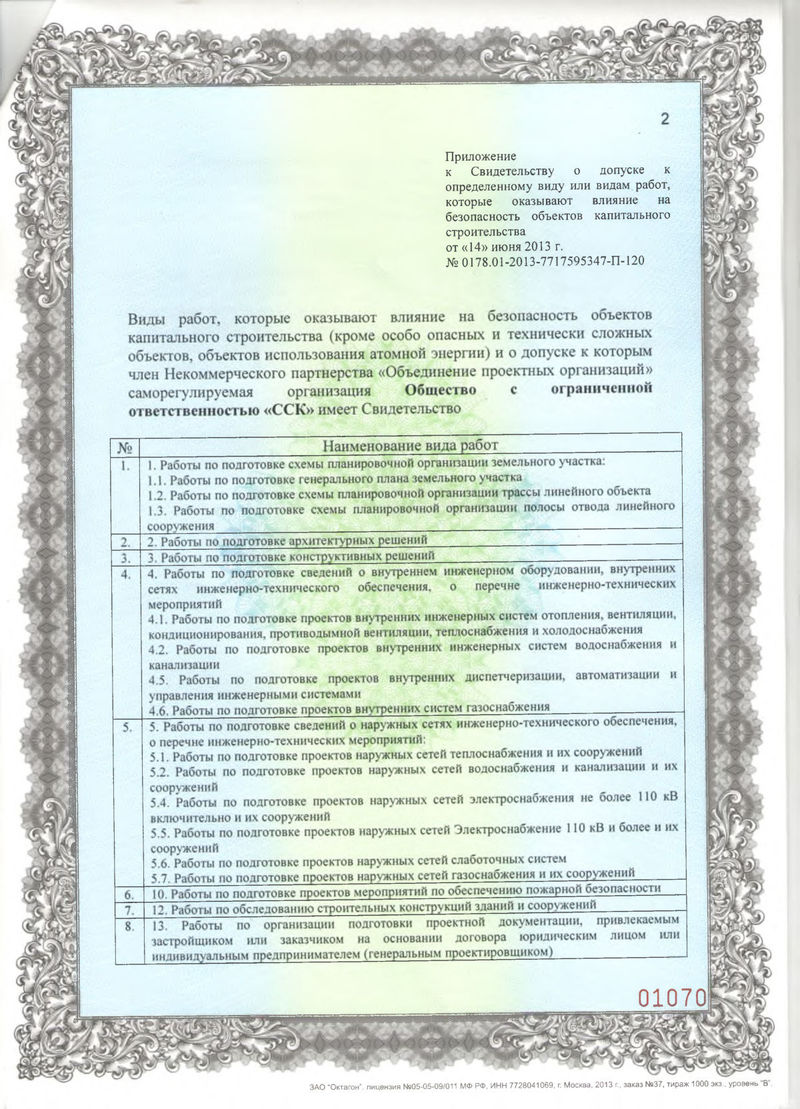 2
Приложение
к Свидетельству о допуске к
определенному виду или видам работ,
которые оказывают влияние на
безопасность объектов капитального
строительства
от «14» июня 2013 г.
№ 0178.01-2013-7717595347-П-120
Виды работ, которые оказывают влияние на безопасность объектов
капитального строительства (кроме особо опасных и технически сложных
объектов, объектов использования атомной энергии) и о допуске к которым
член Некоммерческого партнерства «Объединение проектных организаций»
саморегулируемая организация Общество с ограниченной
ответственностью «ССК» имеет Свидетельство
№ Наименование вида работ
1. 1. Работы по подготовке схемы планировочной организации земельного участка:
1.1. Работы по подготовке генерального плана земельного участка
1.2. Работы по подготовке схемы планировочной организации трассы линейного объекта
1.3. Работы по подготовке схемы планировочной организации полосы отвода линейного
сооружения
2. 2. Работы по подготовке архитектурных решений
3. 3. Работы по подготовке конструктивных решений
4. 4. Работы по подготовке сведений о внутреннем инженерном оборудовании, внутренних
сетях инженерно-технического обеспечения, о перечне инженерно-технических
мероприятий
4.1. Работы по подготовке проектов внутренних инженерных систем отопления, вентиляции,
кондиционирования, противодымной вентиляции, теплоснабжения и холодоснабжения
4.2. Работы по подготовке проектов внутренних инженерных систем водоснабжения и
канализации
4.5. Работы по подготовке проектов внутренних диспетчеризации, автоматизации и
управления инженерными системами
4.6. Работы по подготовке проектов внутренних систем газоснабжения
5. 5. Работы по подготовке сведений о наружных сетях инженерно-технического обеспечения,
о перечне инженерно-технических мероприятий:
5.1. Работы по подготовке проектов наружных сетей теплоснабжения и их сооружений
5.2. Работы по подготовке проектов наружных сетей водоснабжения и канализации и их
сооружений
5.4. Работы по подготовке проектов наружных сетей электроснабжения не более 110 кВ
включительно и их сооружений
5.5. Работы по подготовке проектов наружных сетей Электроснабжение 110 кВ и более и их
сооружений
5.6. Работы по подготовке проектов наружных сетей слаботочных систем
5.7. Работы по подготовке проектов наружных сетей газоснабжения и их сооружений
6. 10. Работы по подготовке проектов мероприятий по обеспечению пожарной безопасности
7. 12. Работы по обследованию строительных конструкций зданий и сооружений
8. 13. Работы по организации подготовки проектной документации, привлекаемым
застройщиком или заказчиком на основании договора юридическим лицом или
индивидуальным предпринимателем (генеральным проектировщиком)
01070
ЗАО "Октагон". лицензия №05-05-09/011 МФ РФ, ИНН 7728041069, г. Москва, 2013 г., заказ №37, тираж 1000 экз., уровень "В".